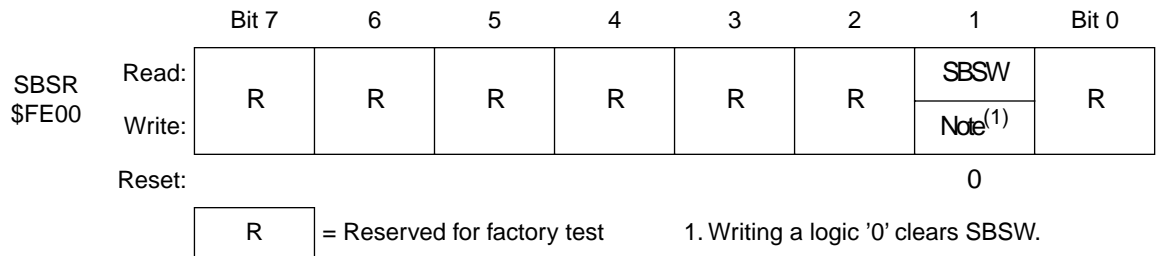 Bit 7 6 5 4 3 2 1 Bit 0
SBSR
$FE00
Read: R R R R R R SBSW R
Write: Note(1)
Reset: 0
R = Reserved for factory test 1. Writing a logic '0' clears SBSW.